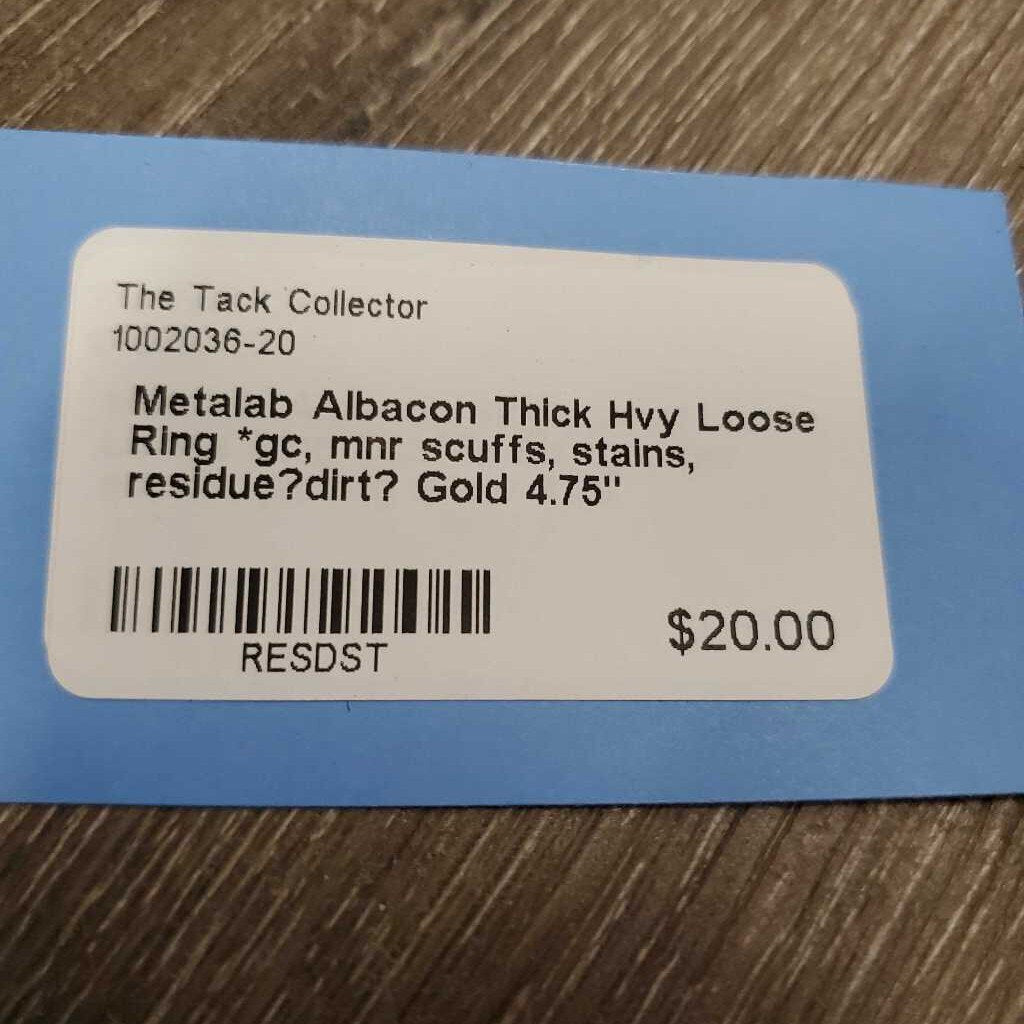 The Tack Collector
1002036-20
Metalab Albacon Thick Hvy Loose
Ring *gc, mnr scuffs, stains,
residue?dirt? Gold 4.75"
RESDST
$20.00